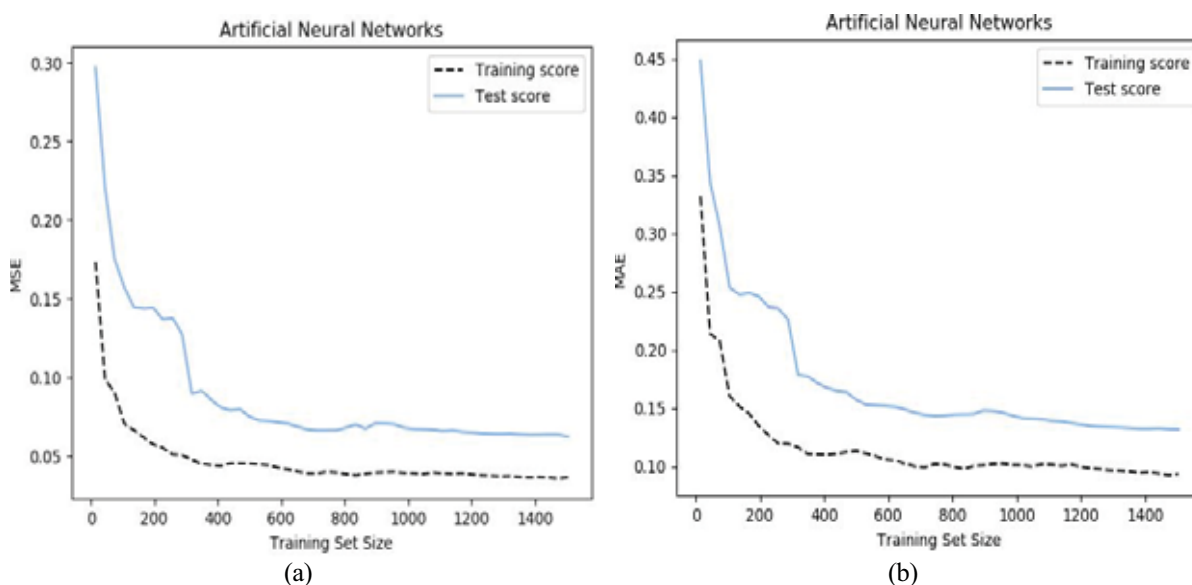 Artificial Neural Networks
Training score
Test score
0.30
0.25
0.20
0.15
0.10
0.05
MSE
0
200
400
600
800
1000
1200
1400
Training Set Size
(a)
Artificial Neural Networks
Training score
Test score
0.45
0.40
0.35
0.30
0.25
0.20
0.15
0.10
MAE
0
200
400
600
800
1000
1200
1400
Training Set Size
(b)